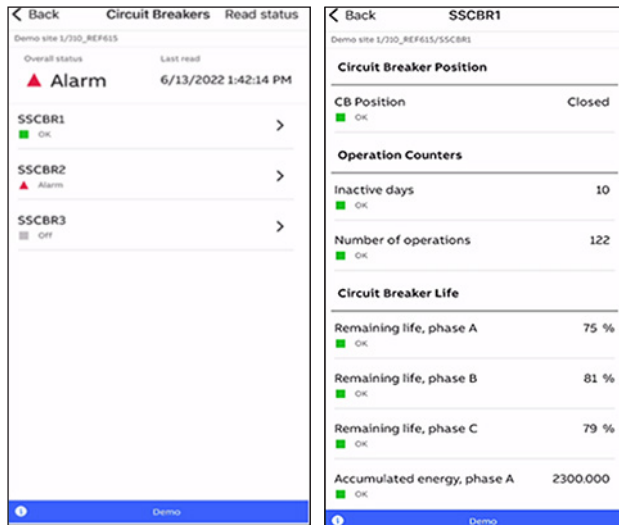 Back Circuit Breakers Read status
Demo site 1/J10_REF615
Overall status Last read
Alarm 6/13/2022 1:42:14 PM
SSCBR1
OK
SSCBR2
Alarm
SSCBR3
Off
Demo
Back SSCBR1
Demo site 1/J10_REF615/SSCBR1
Circuit Breaker Position
CB Position Closed
OK
Operation Counters
Inactive days 10
OK
Number of operations 122
OK
Circuit Breaker Life
Remaining life, phase A 75 %
OK
Remaining life, phase B 81 %
OK
Remaining life, phase C 79 %
OK
Accumulated energy, phase A 2300.000
OK
Demo